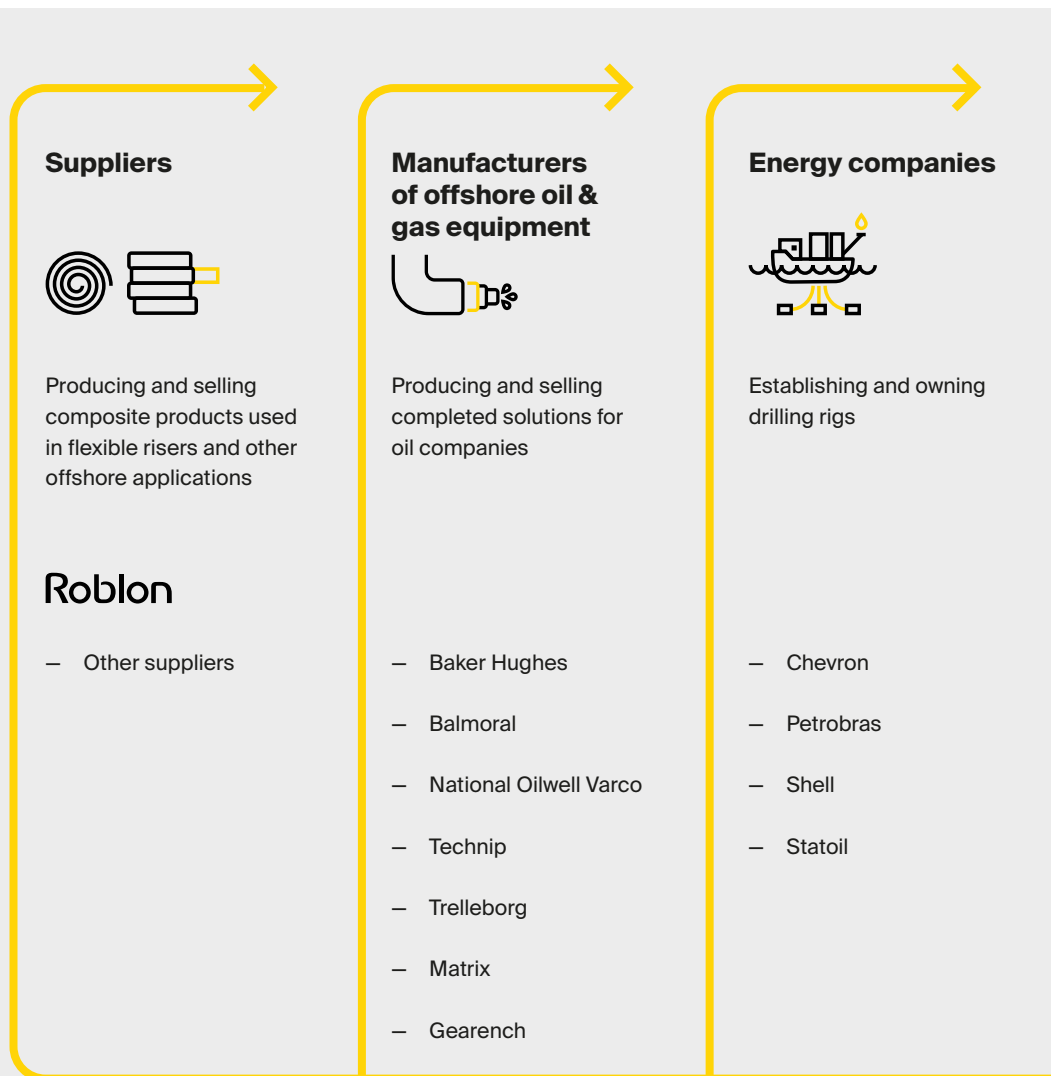 Suppliers
Producing and selling
composite products used
in flexible risers and other
offshore applications
Roblon
— Other suppliers
Manufacturers
of offshore oil &
gas equipment
Producing and selling
completed solutions for
oil companies
— Baker Hughes
— Balmoral
— National Oilwell Varco
— Technip
— Trelleborg
— Matrix
— Gearench
Energy companies
Establishing and owning
drilling rigs
— Chevron
— Petrobras
— Shell
— Statoil